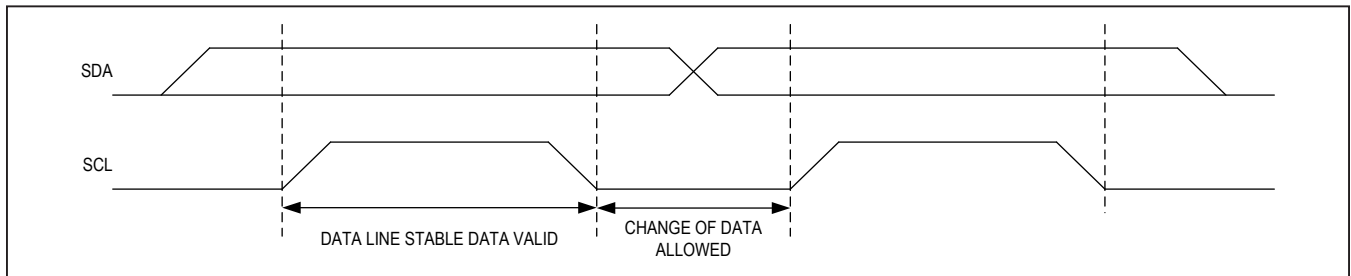 SDA
SCL
DATA LINE STABLE DATA VALID
CHANGE OF DATA
ALLOWED